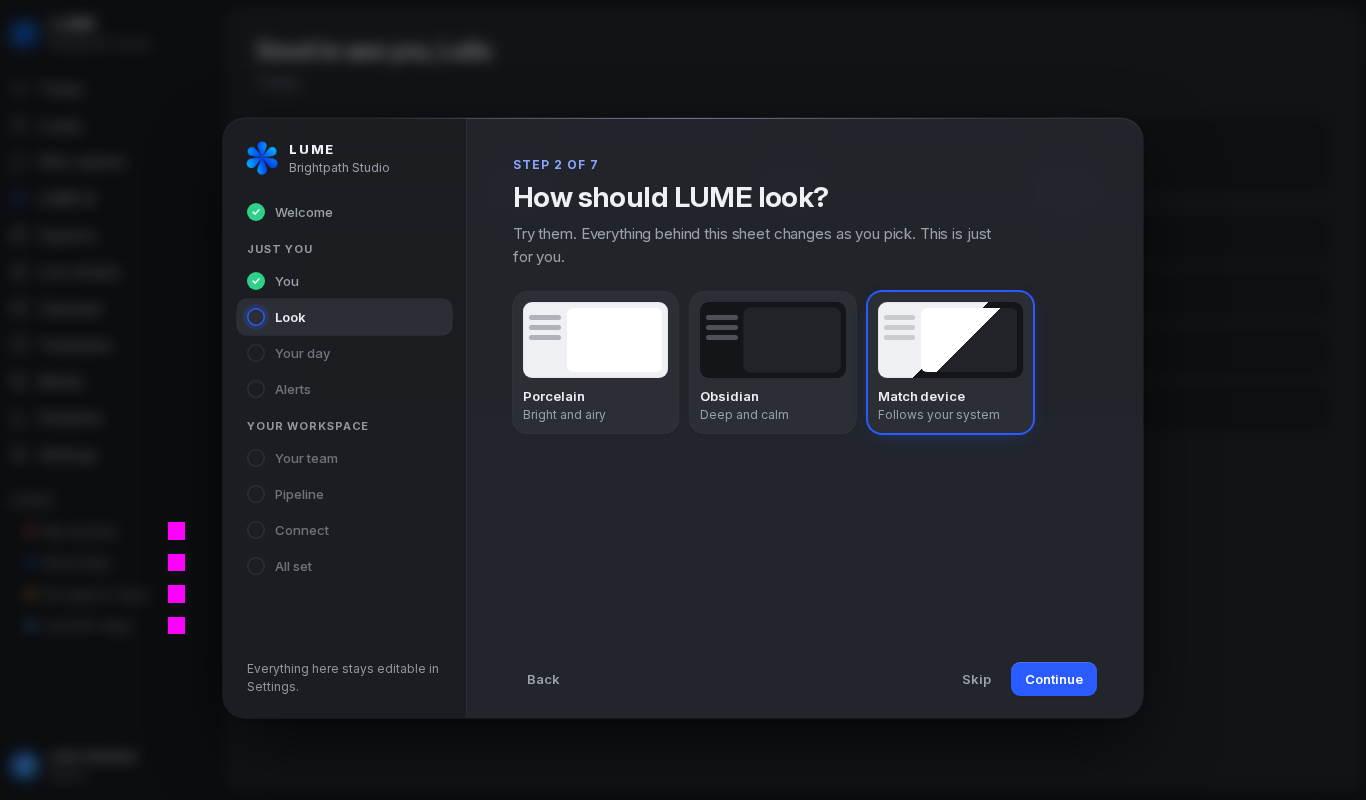 LUME
Brightpath Studio
Welcome
JUST YOU
You
Look
Your day
Alerts
YOUR WORKSPACE
Your team
Pipeline
Connect
All set
Everything here stays editable in
Settings.
STEP 2 OF 7
How should LUME look?
Try them. Everything behind this sheet changes as you pick. This is just
for you.
Porcelain
Bright and airy
Obsidian
Deep and calm
Match device
Follows your system
Back
Skip
Continue